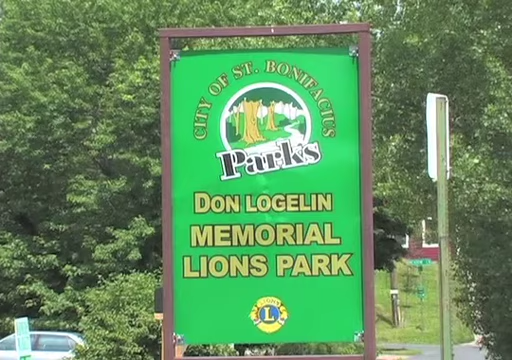 CITY OF ST. BONIFACIUS
Parks
DON LOGELIN
MEMORIAL
LIONS PARK
L